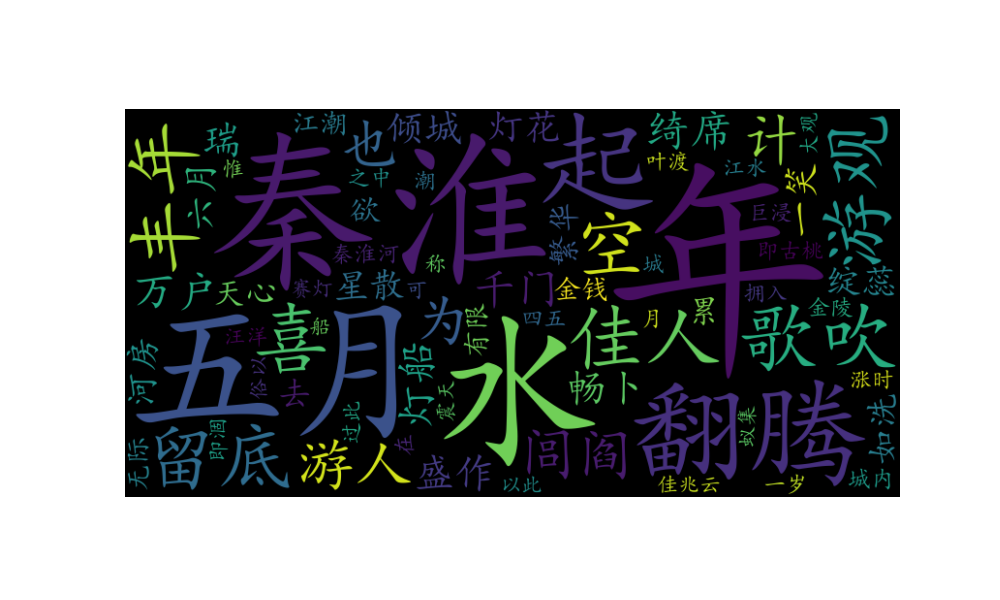 江潮
倾城
灯花
绮席
计
大观
游观
丰年
瑞
惟
六月
秦淮
也
之中
潮
欲
起
繁华
空
叶渡
江水
一笑
年
巨浸
即古桃
秦淮河
称
城
绽蕊
万户
天心
赛灯
星散
可
千门
金钱
拥入
金陵
五月
汪洋
喜
船
为
有限
四五
佳人
月
累
歌吹
河房
俗以
去
灯船
震天
水
畅卜
涨时
无际
留底
即涸
过此
游人
在
盛作
以此
闾阎
翻腾
蚁集
如洗
佳兆云
一岁
城内